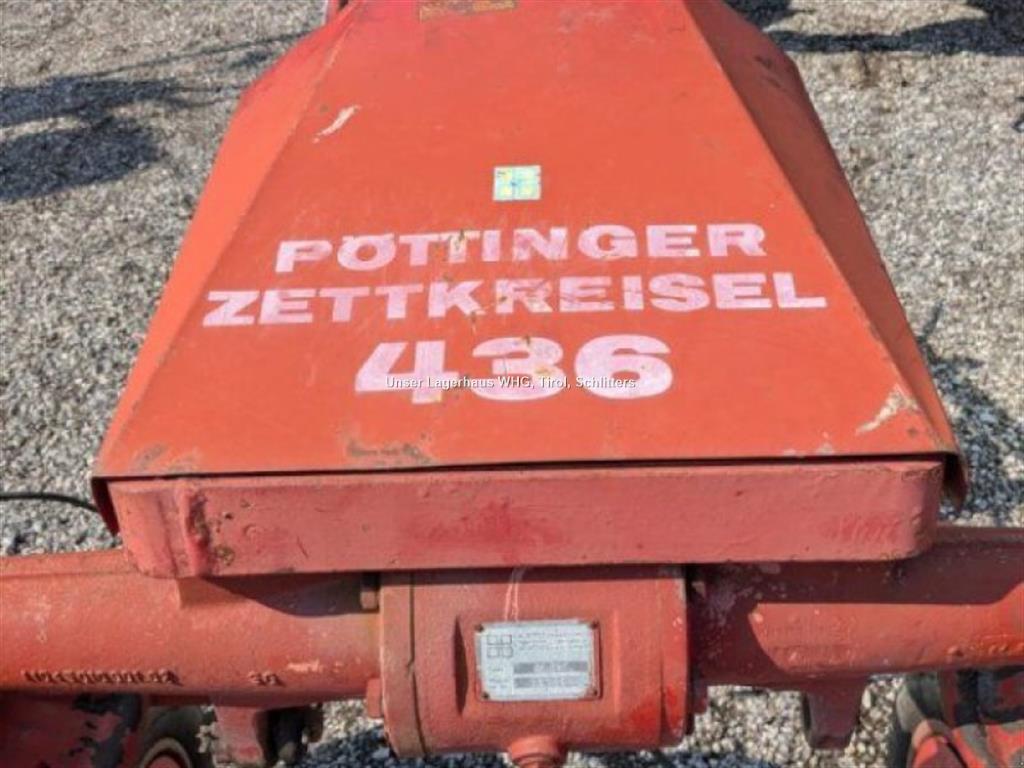 PÖTTINGER
ZETTKREISEL
436
Unser Lagerhaus WHG, Tirol, Schlitters